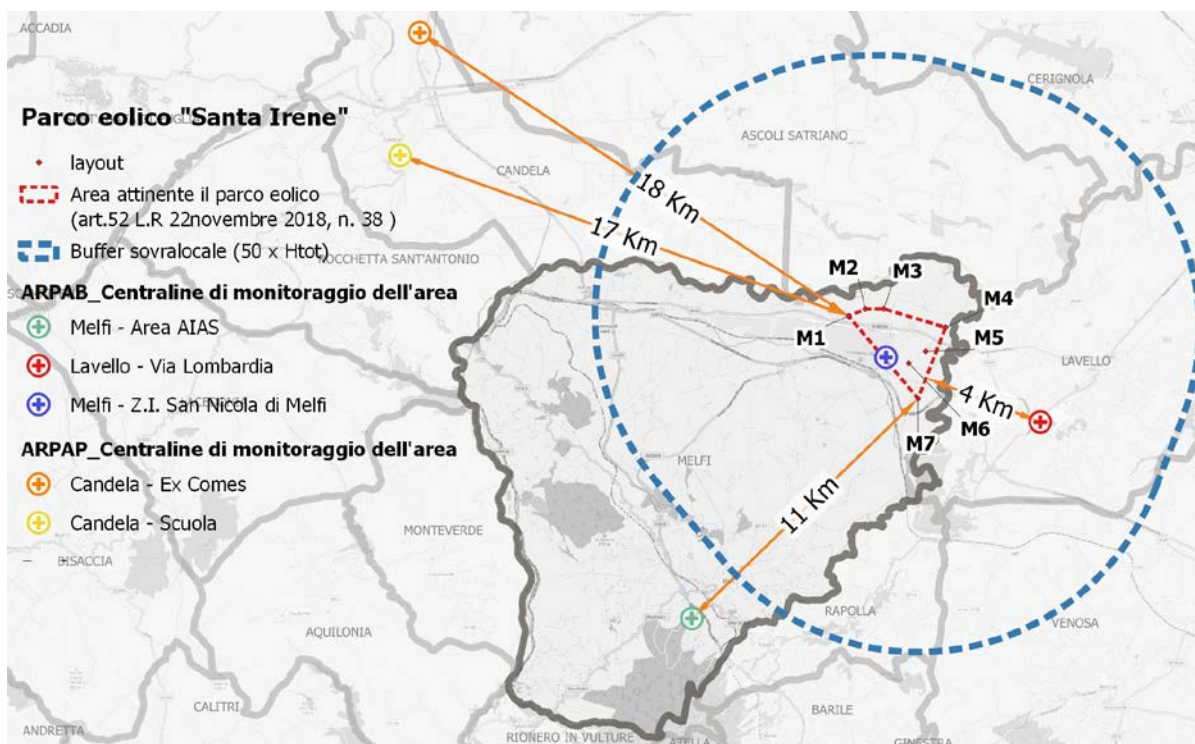 ACCADIA
CERIGNOLA
Parco eolico "Santa Irene"
ASCOLI SATRIANO
layout
CANDELA
Area attinente il parco eolico
(art.52 L.R 22novembre 2018, n. 38 )
18 Km
17 Km
Buffer sovralocale (50 x Htot)
ROCCHETTA SANT'ANTONIO
ARPAB_Centraline di monitoraggio dell'area
M2
M3
M4
Melfi - Area AIAS
M1
M5
LAVELLO
Lavello - Via Lombardia
4 Km
Melfi - Z.I. San Nicola di Melfi
M6
M7
ARPAP_Centraline di monitoraggio dell'area
MELFI
Candela - Ex Comes
11 Km
Candela - Scuola
MONTEVERDE
BISACCIA
RAPOLLA
VENOSA
AQUILONIA
CALITRI
BARILE
ANDRETTA
RIONERO IN VULTURE
ATELLA
GINESTRA